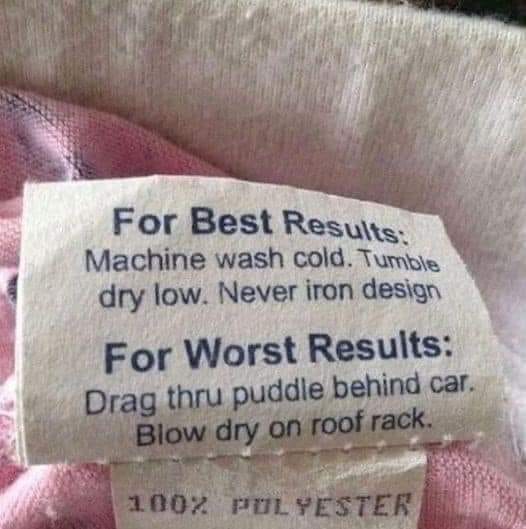 For Best Results:
Machine wash cold. Tumble
dry low. Never iron design
For Worst Results:
Drag thru puddle behind car.
Blow dry on roof rack.
100% POLYESTER